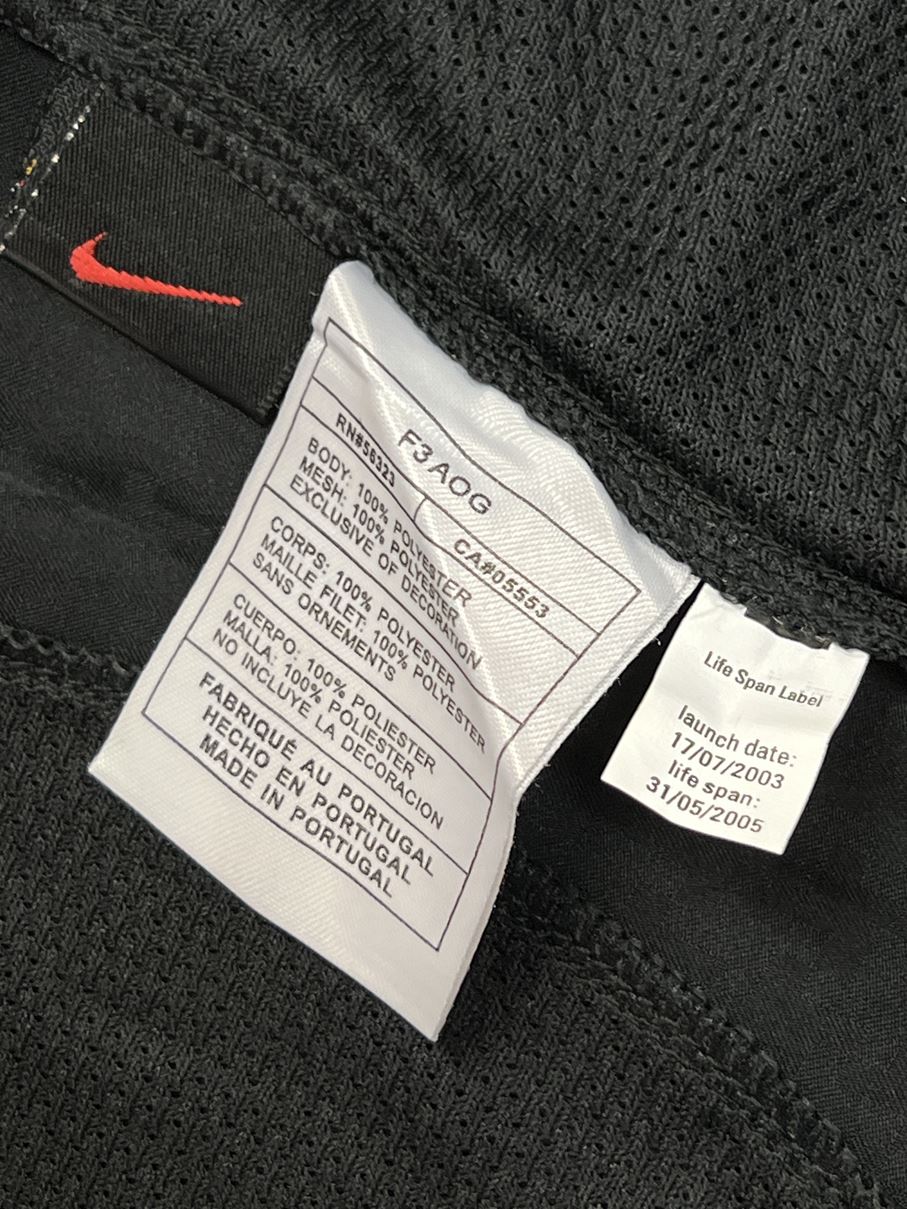 F3AOG
RN#56323 CA#05553
BODY: 100% POLYESTER
MESH: 100% POLYESTER
EXCLUSIVE OF DECORATION
CORPS: 100% POLYESTER
MAILLE FILET: 100% POLYESTER
SANS ORNEMENTS
CUERPO: 100% POLIESTER
MALLA: 100% POLIESTER
NO INCLUYE LA DECORACION
FABRIQUÉ AU PORTUGAL
HECHO EN PORTUGAL
MADE IN PORTUGAL
Life Span Label
launch date:
17/07/2003
life span:
31/05/2005